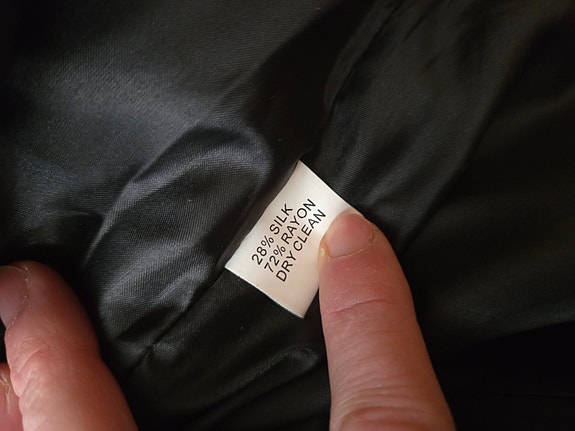 28% SILK
72% RAYON
DRY CLEAN